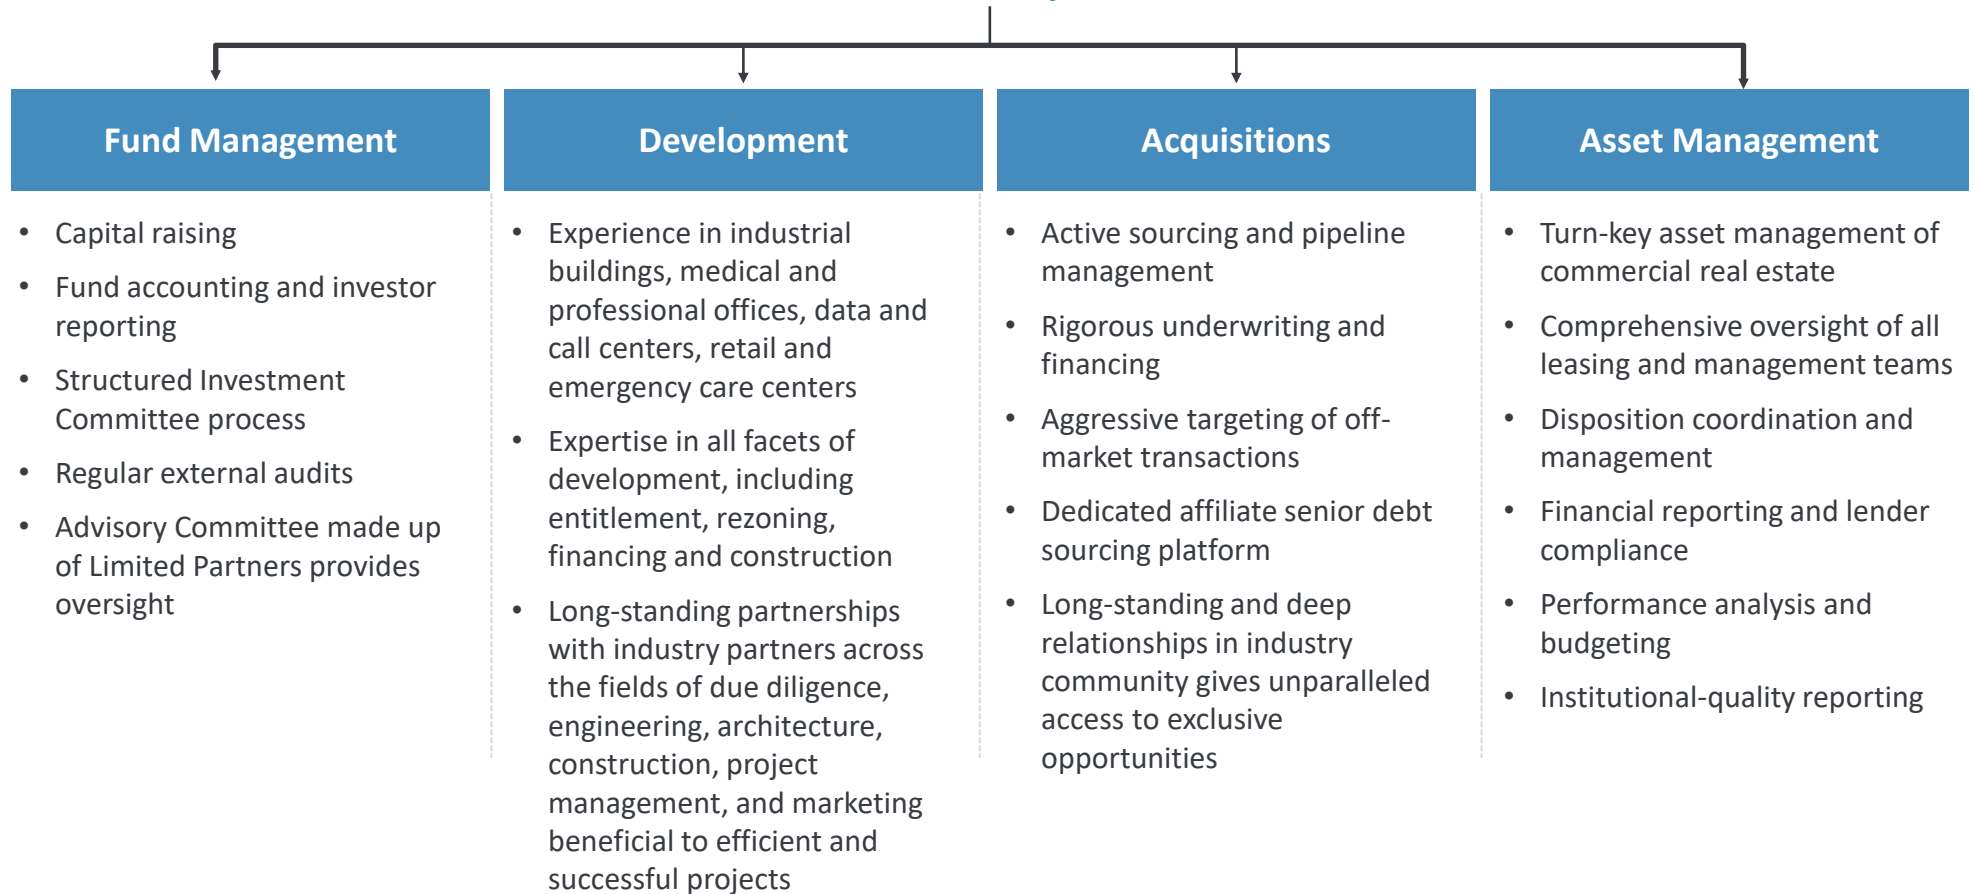 Fund Management
• Capital raising
• Fund accounting and investor
reporting
• Structured Investment
Committee process
• Regular external audits
• Advisory Committee made up
of Limited Partners provides
oversight
Development
• Experience in industrial
buildings, medical and
professional offices, data and
call centers, retail and
emergency care centers
• Expertise in all facets of
development, including
entitlement, rezoning,
financing and construction
• Long-standing partnerships
with industry partners across
the fields of due diligence,
engineering, architecture,
construction, project
management, and marketing
beneficial to efficient and
successful projects
Acquisitions
• Active sourcing and pipeline
management
• Rigorous underwriting and
financing
• Aggressive targeting of off-
market transactions
• Dedicated affiliate senior debt
sourcing platform
• Long-standing and deep
relationships in industry
community gives unparalleled
access to exclusive
opportunities
Asset Management
• Turn-key asset management of
commercial real estate
• Comprehensive oversight of all
leasing and management teams
• Disposition coordination and
management
• Financial reporting and lender
compliance
• Performance analysis and
budgeting
• Institutional-quality reporting